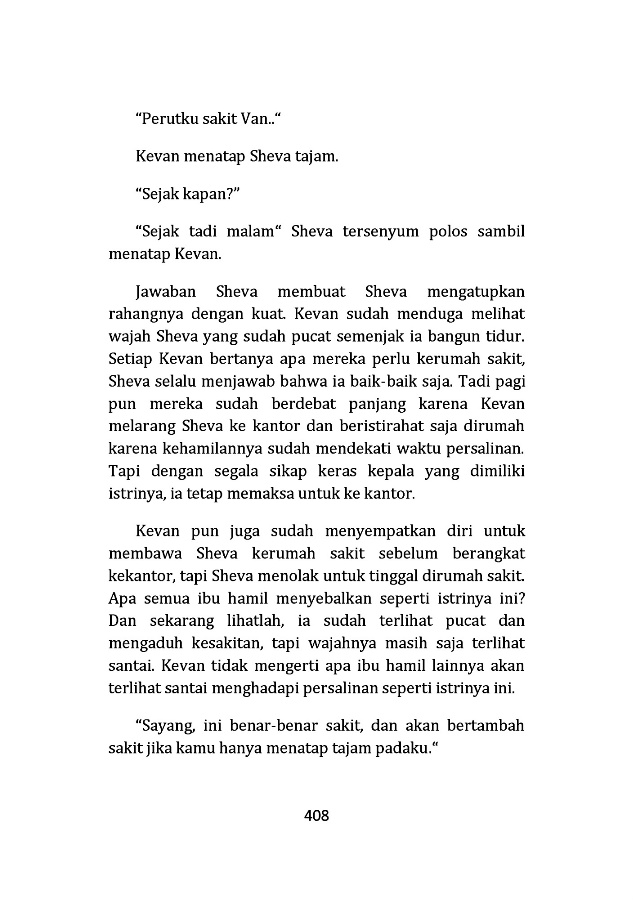 “Perutku sakit Van..“
Kevan menatap Sheva tajam.
“Sejak kapan?”
“Sejak tadi malam“ Sheva tersenyum polos sambil
menatap Kevan.
Jawaban Sheva membuat Sheva mengatupkan
rahangnya dengan kuat. Kevan sudah menduga melihat
wajah Sheva yang sudah pucat semenjak ia bangun tidur.
Setiap Kevan bertanya apa mereka perlu kerumah sakit,
Sheva selalu menjawab bahwa ia baik-baik saja. Tadi pagi
pun mereka sudah berdebat panjang karena Kevan
melarang Sheva ke kantor dan beristirahat saja dirumah
karena kehamilannya sudah mendekati waktu persalinan.
Tapi dengan segala sikap keras kepala yang dimiliki
istrinya, ia tetap memaksa untuk ke kantor.
Kevan pun juga sudah menyempatkan diri untuk
membawa Sheva kerumah sakit sebelum berangkat
kekantor, tapi Sheva menolak untuk tinggal dirumah sakit.
Apa semua ibu hamil menyebalkan seperti istrinya ini?
Dan sekarang lihatlah, ia sudah terlihat pucat dan
mengaduh kesakitan, tapi wajahnya masih saja terlihat
santai. Kevan tidak mengerti apa ibu hamil lainnya akan
terlihat santai menghadapi persalinan seperti istrinya ini.
“Sayang, ini benar-benar sakit, dan akan bertambah
sakit jika kamu hanya menatap tajam padaku.“
408